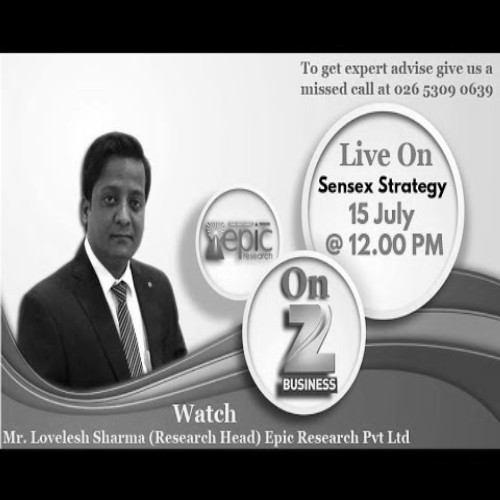 To get expert advise give us a
missed call at 026 5309 0639
Live On
Sensex Strategy
15 July
@ 12.00 PM
epic
research
On
Z
BUSINESS
Watch
Mr. Lovelesh Sharma (Research Head) Epic Research Pvt Ltd